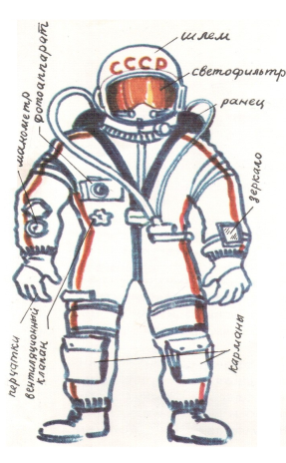 шлем
СССР
светофильтр
ранец
фотоаппарат
манометр
зеркало
перчатки
вентиляционный
клапан
карманы